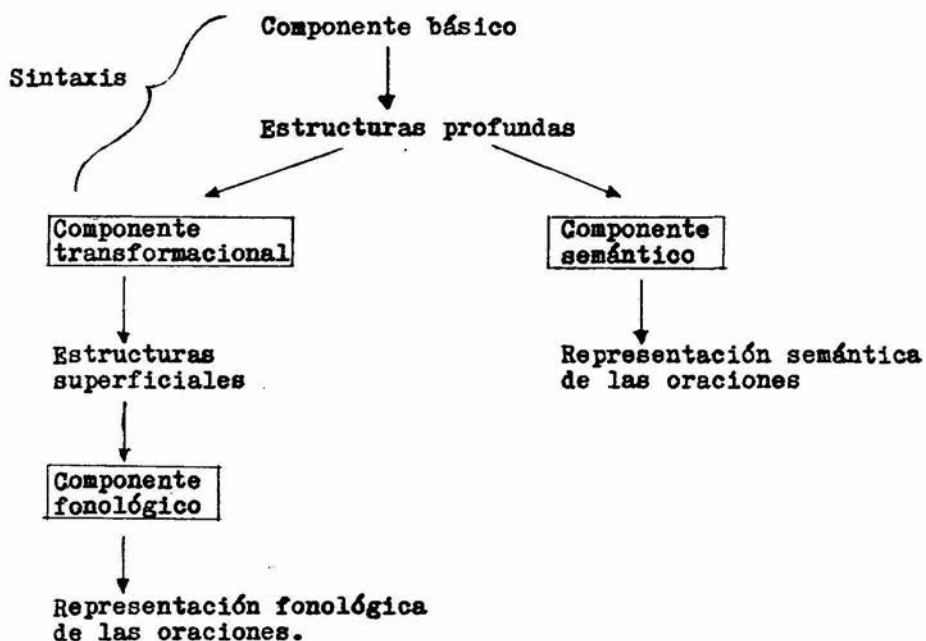 Componente básico
Sintaxis
Estructuras profundas
Componente
transformacional
Componente
semántico
Estructuras
superficiales
Representación semántica
de las oraciones
Componente
fonológico
Representación fonológica
de las oraciones.